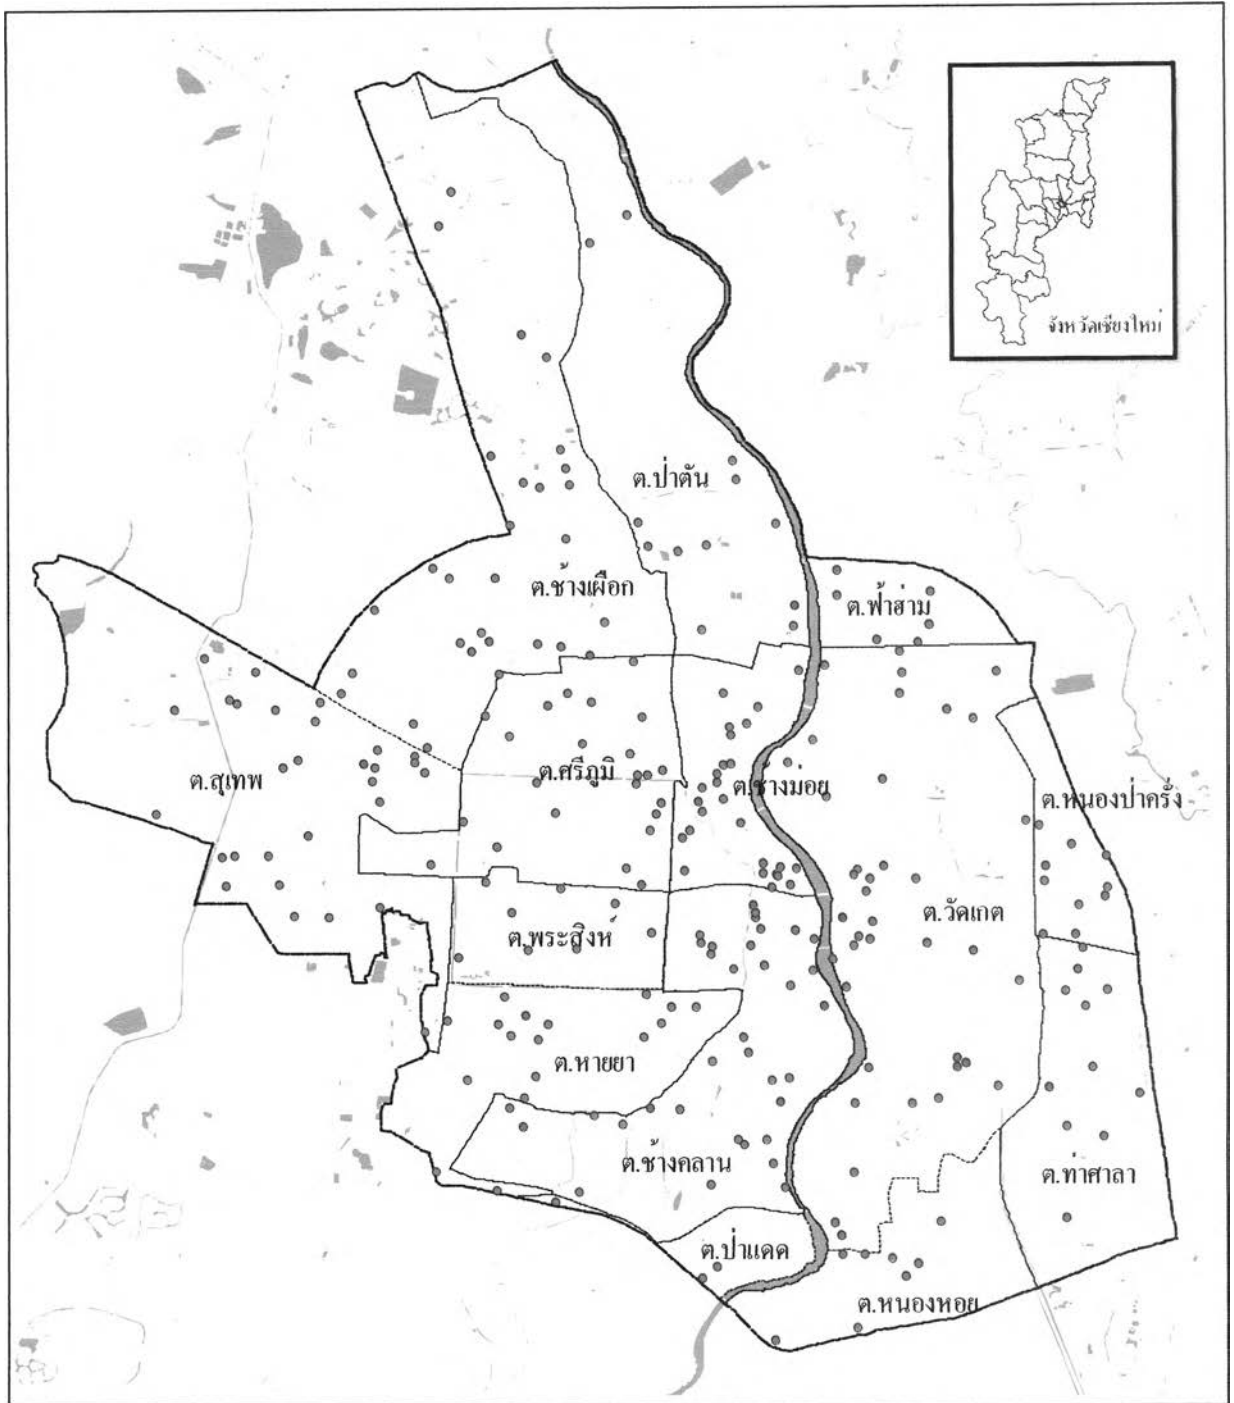 จังหวัดเชียงใหม่
ต.ป่าตัน
ต.ช้างเผือก
ต.ฟ้าฮ่าม
ต.สุเทพ
ต.ศรีภูมิ
ต.ช้างม่อย
ต.หนองป่าครั่ง
ต.วัดเกต
ต.พระสิงห์
ต.หายยา
ต.ช้างคลาน
ต.ท่าศาลา
ต.ป่าแดด
ต.หนองหอย